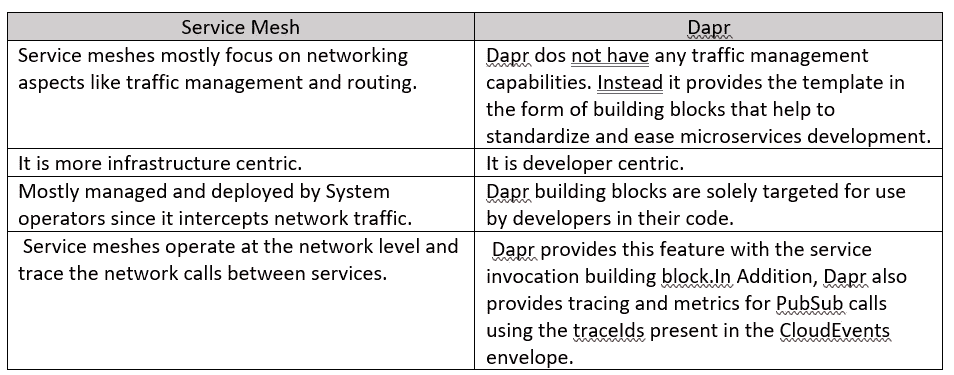 Service Mesh
Dapr
Service meshes mostly focus on networking
aspects like traffic management and routing.
Dapr dos not have any traffic management
capabilities. Instead it provides the template in
the form of building blocks that help to
standardize and ease microservices development.
It is more infrastructure centric.
It is developer centric.
Mostly managed and deployed by System
operators since it intercepts network traffic.
Dapr building blocks are solely targeted for use
by developers in their code.
Service meshes operate at the network level and
trace the network calls between services.
Dapr provides this feature with the service
invocation building block.In Addition, Dapr also
provides tracing and metrics for PubSub calls
using the traceIds present in the CloudEvents
envelope.